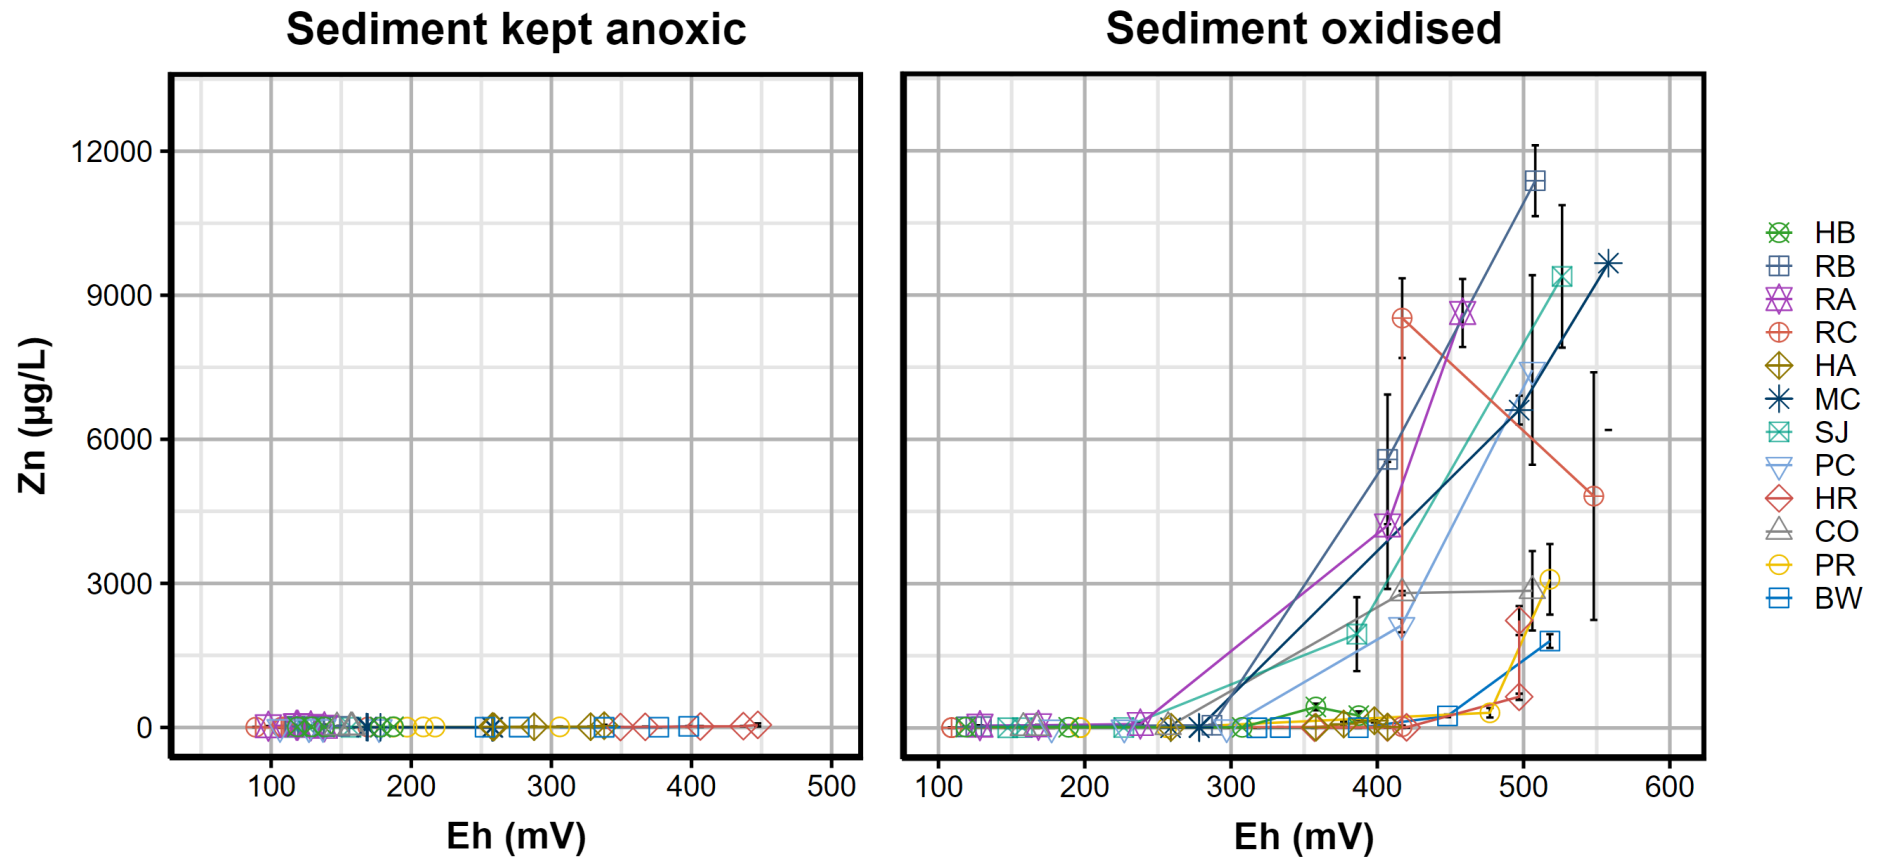 Sediment kept anoxic
Sediment oxidised
Zn (µg/L)
12000
9000
6000
3000
0
100 200 300 400 500
100 200 300 400 500 600
Eh (mV)
Eh (mV)
HB
RB
RA
RC
HA
MC
SJ
PC
HR
CO
PR
BW